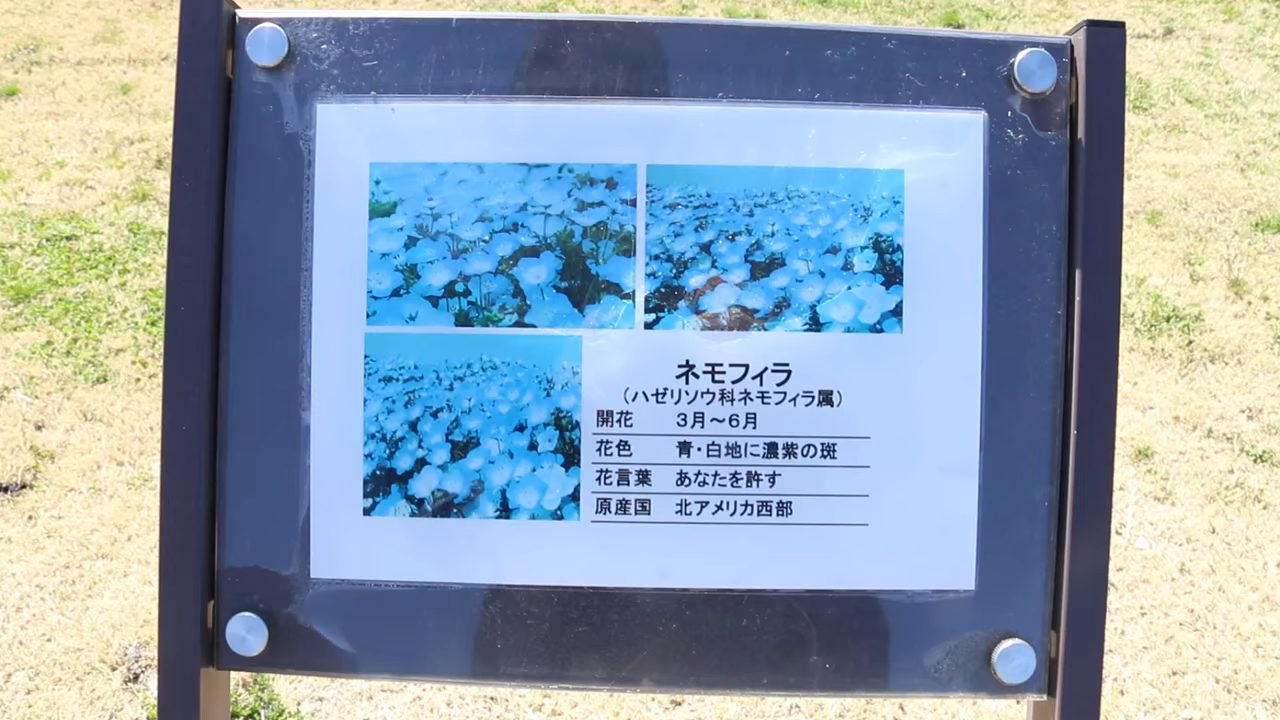 ネモフィラ
（ハゼリソウ科ネモフィラ属）
開花 3月～6月
花色 青・白地に濃紫の斑
花言葉 あなたを許す
原産国 北アメリカ西部